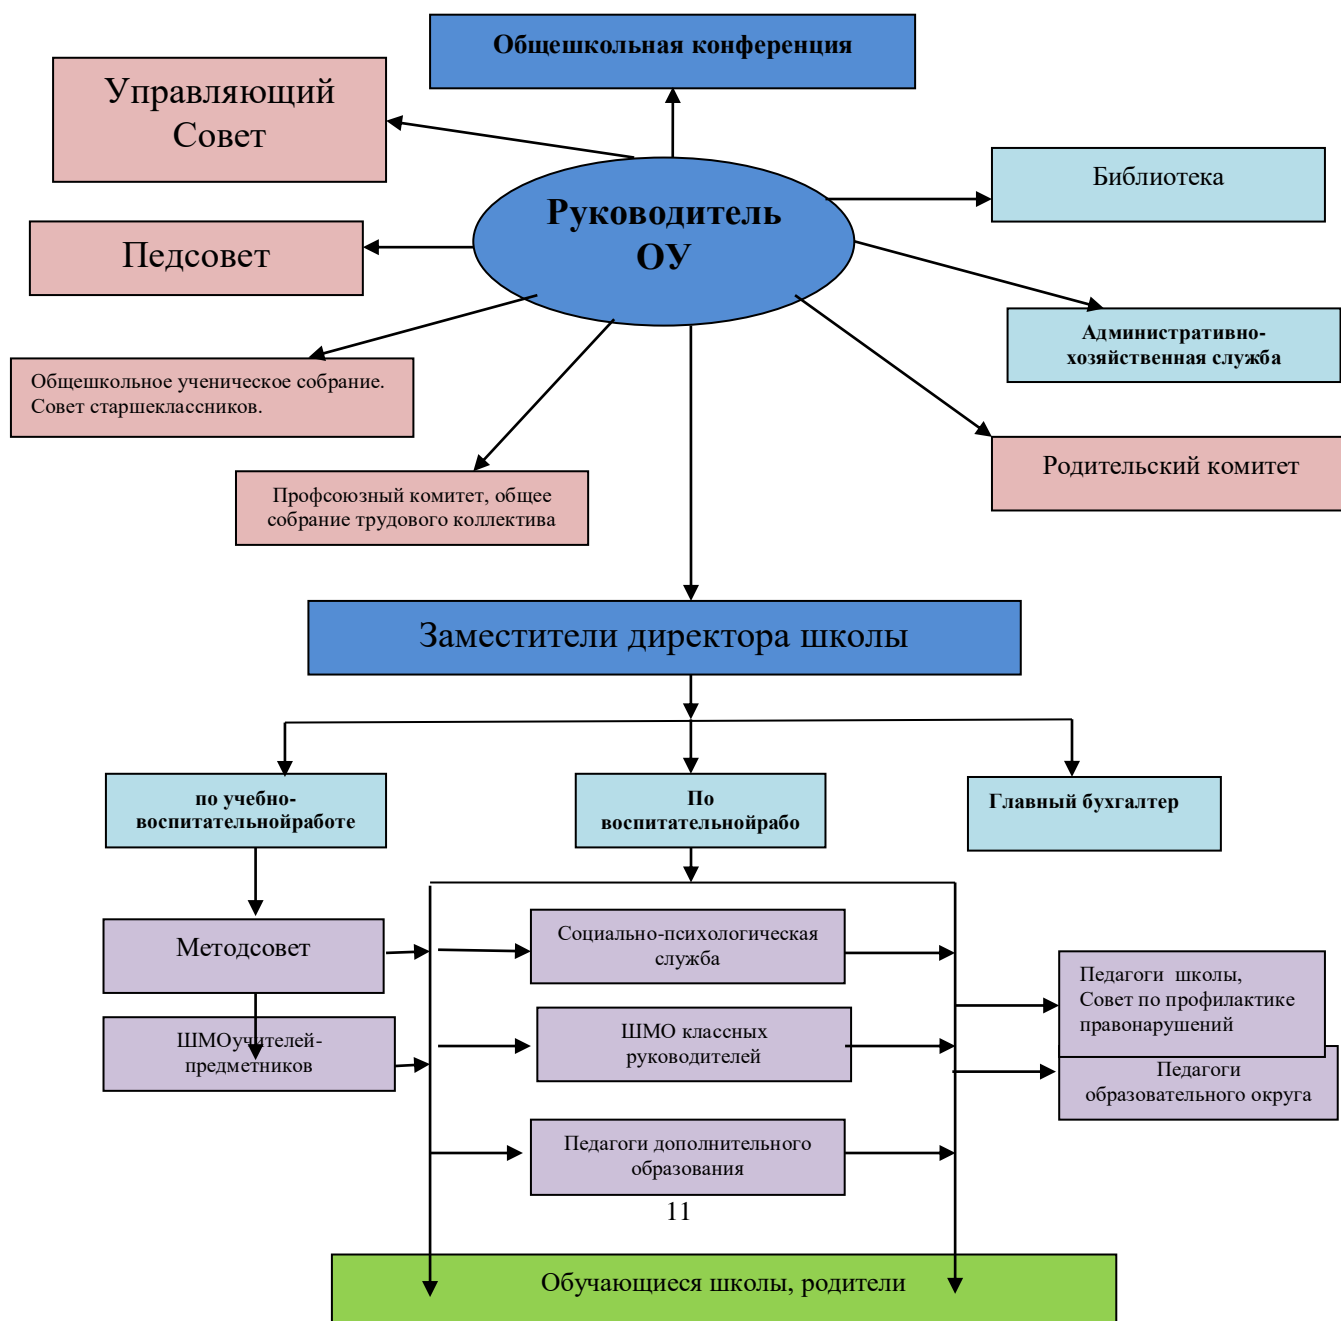 Общешкольная конференция
Управляющий
Совет
Библиотека
Руководитель
ОУ
Педсовет
Административно-
хозяйственная служба
Общешкольное ученическое собрание.
Совет старшеклассников.
Родительский комитет
Профсоюзный комитет, общее
собрание трудового коллектива
Заместители директора школы
по учебно-
воспитательнойработе
По
воспитательнойрабо
Главный бухгалтер
Методсовет
Социально-психологическая
служба
Педагоги школы,
Совет по профилактике
правонарушений
ШМОучителей-
предметников
ШМО классных
руководителей
Педагоги
образовательного округа
Педагоги дополнительного
образования
11
Обучающиеся школы, родители